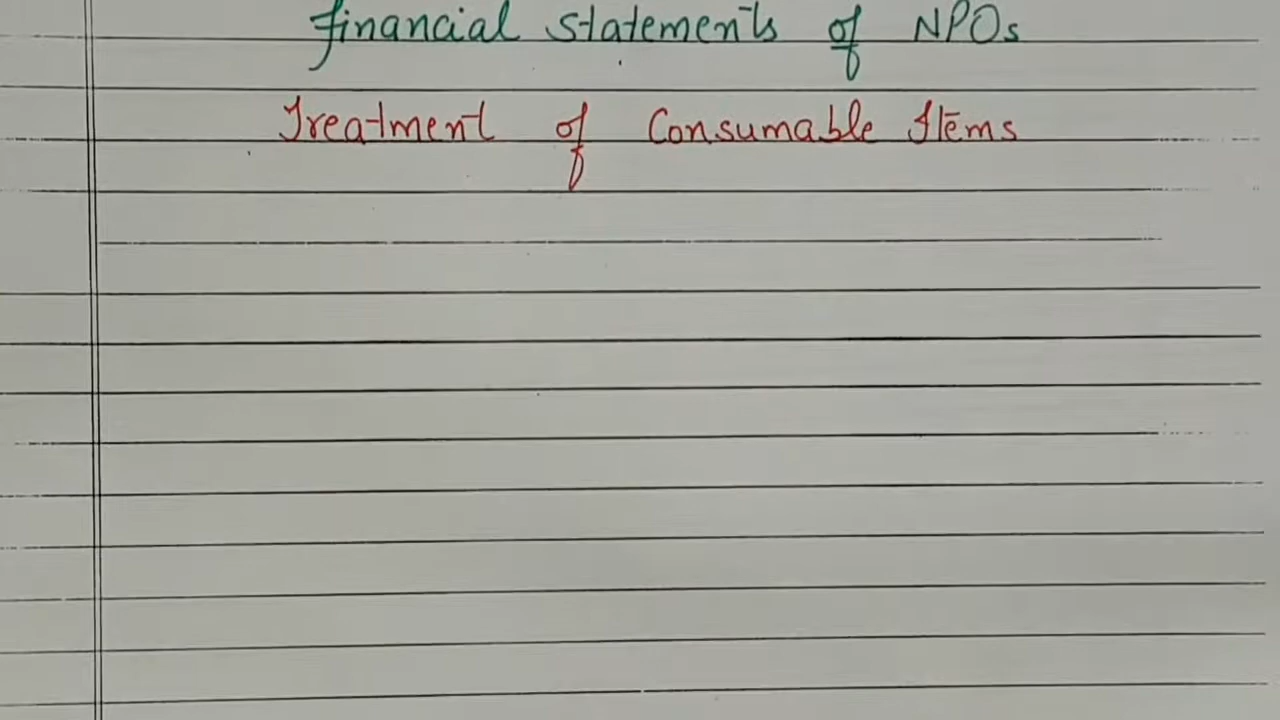 Financial Statements of NPOs
Treatment of Consumable Items